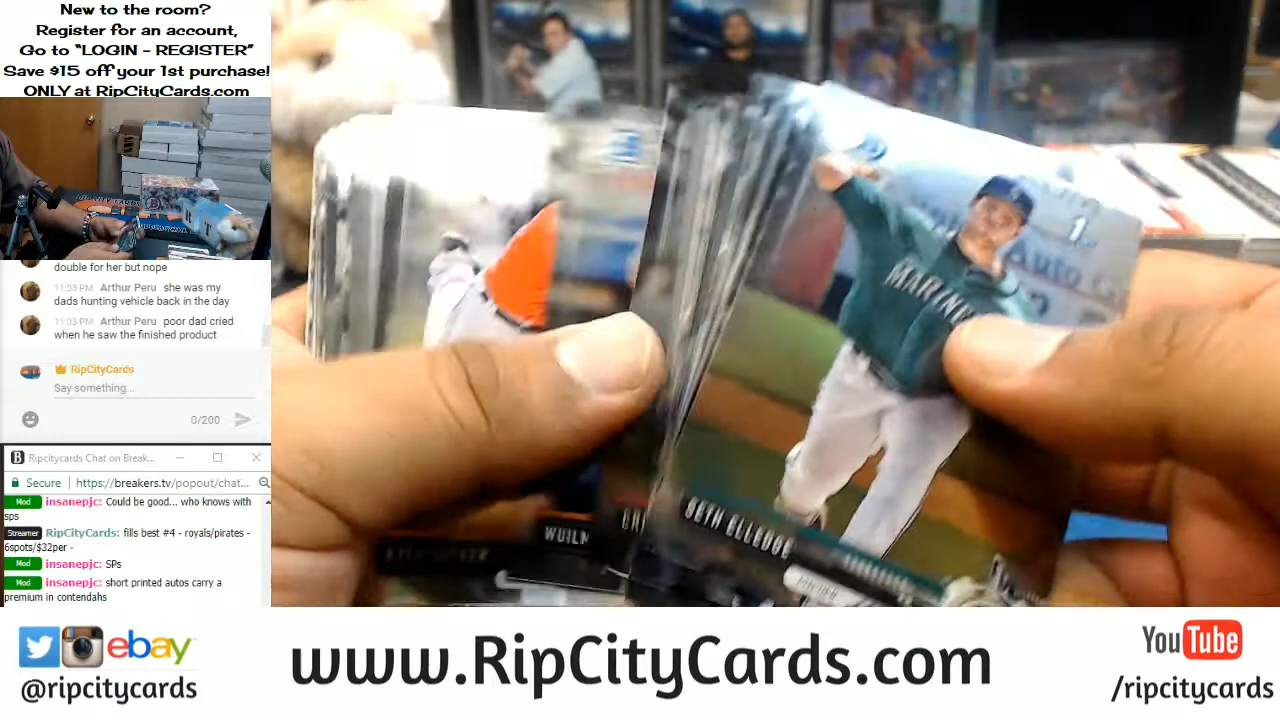 New to the room?
Register for an account,
Go to “LOGIN - REGISTER”
Save $15 off your 1st purchase!
ONLY at RipCityCards.com
double for her but nope
11:03 PM Arthur Peru she was my
dads hunting vehicle back in the day
11:03 PM Arthur Peru poor dad cried
when he saw the finished product
RipCityCards
Say something...
0/200
B Ripcitycards Chat on Break...
Secure https://breakers.tv/popout/chat...
Mod insanepjc: Could be good... who knows with
sps
Streamer RipCityCards: fills best #4 - royals/pirates -
6spots/$32per -
Mod insanepjc: SPs
Mod insanepjc: short printed autos carry a
premium in contendahs
Auto
MARINE
WUILM
SETH ELLEDGE
ebay
@ripcitycards
www.RipCityCards.com
YouTube
/ripcitycards